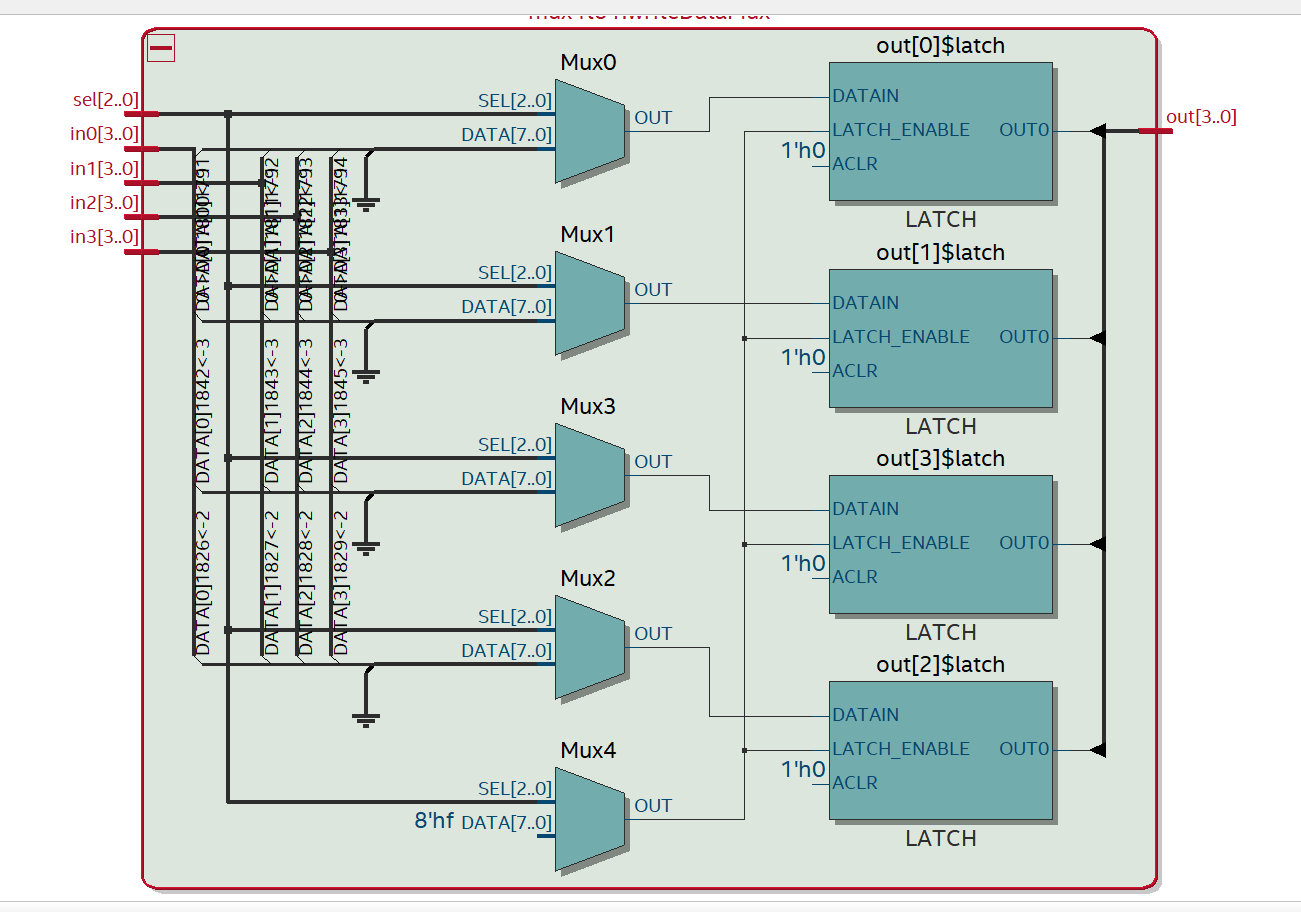 Mux0
out[0]$latch
sel[2..0]
SEL[2..0]
DATAIN
in0[3..0]
DATA[7..0]
OUT
LATCH_ENABLE
OUT0
out[3..0]
1'h0
ACLR
in1[3..0]
in2[3..0]
in3[3..0]
LATCH
Mux1
out[1]$latch
SEL[2..0]
DATA[7..0]
OUT
DATAIN
LATCH_ENABLE
OUT0
1'h0
ACLR
LATCH
DATA[0]1842<-3
DATA[1]1843<-3
DATA[2]1844<-3
DATA[3]1845<-3
Mux3
out[3]$latch
SEL[2..0]
DATA[7..0]
OUT
DATAIN
LATCH_ENABLE
OUT0
1'h0
ACLR
LATCH
DATA[0]1826<-2
DATA[1]1827<-2
DATA[2]1828<-2
DATA[3]1829<-2
Mux2
out[2]$latch
SEL[2..0]
DATA[7..0]
OUT
DATAIN
LATCH_ENABLE
OUT0
1'h0
ACLR
LATCH
Mux4
SEL[2..0]
8'hf
DATA[7..0]
OUT